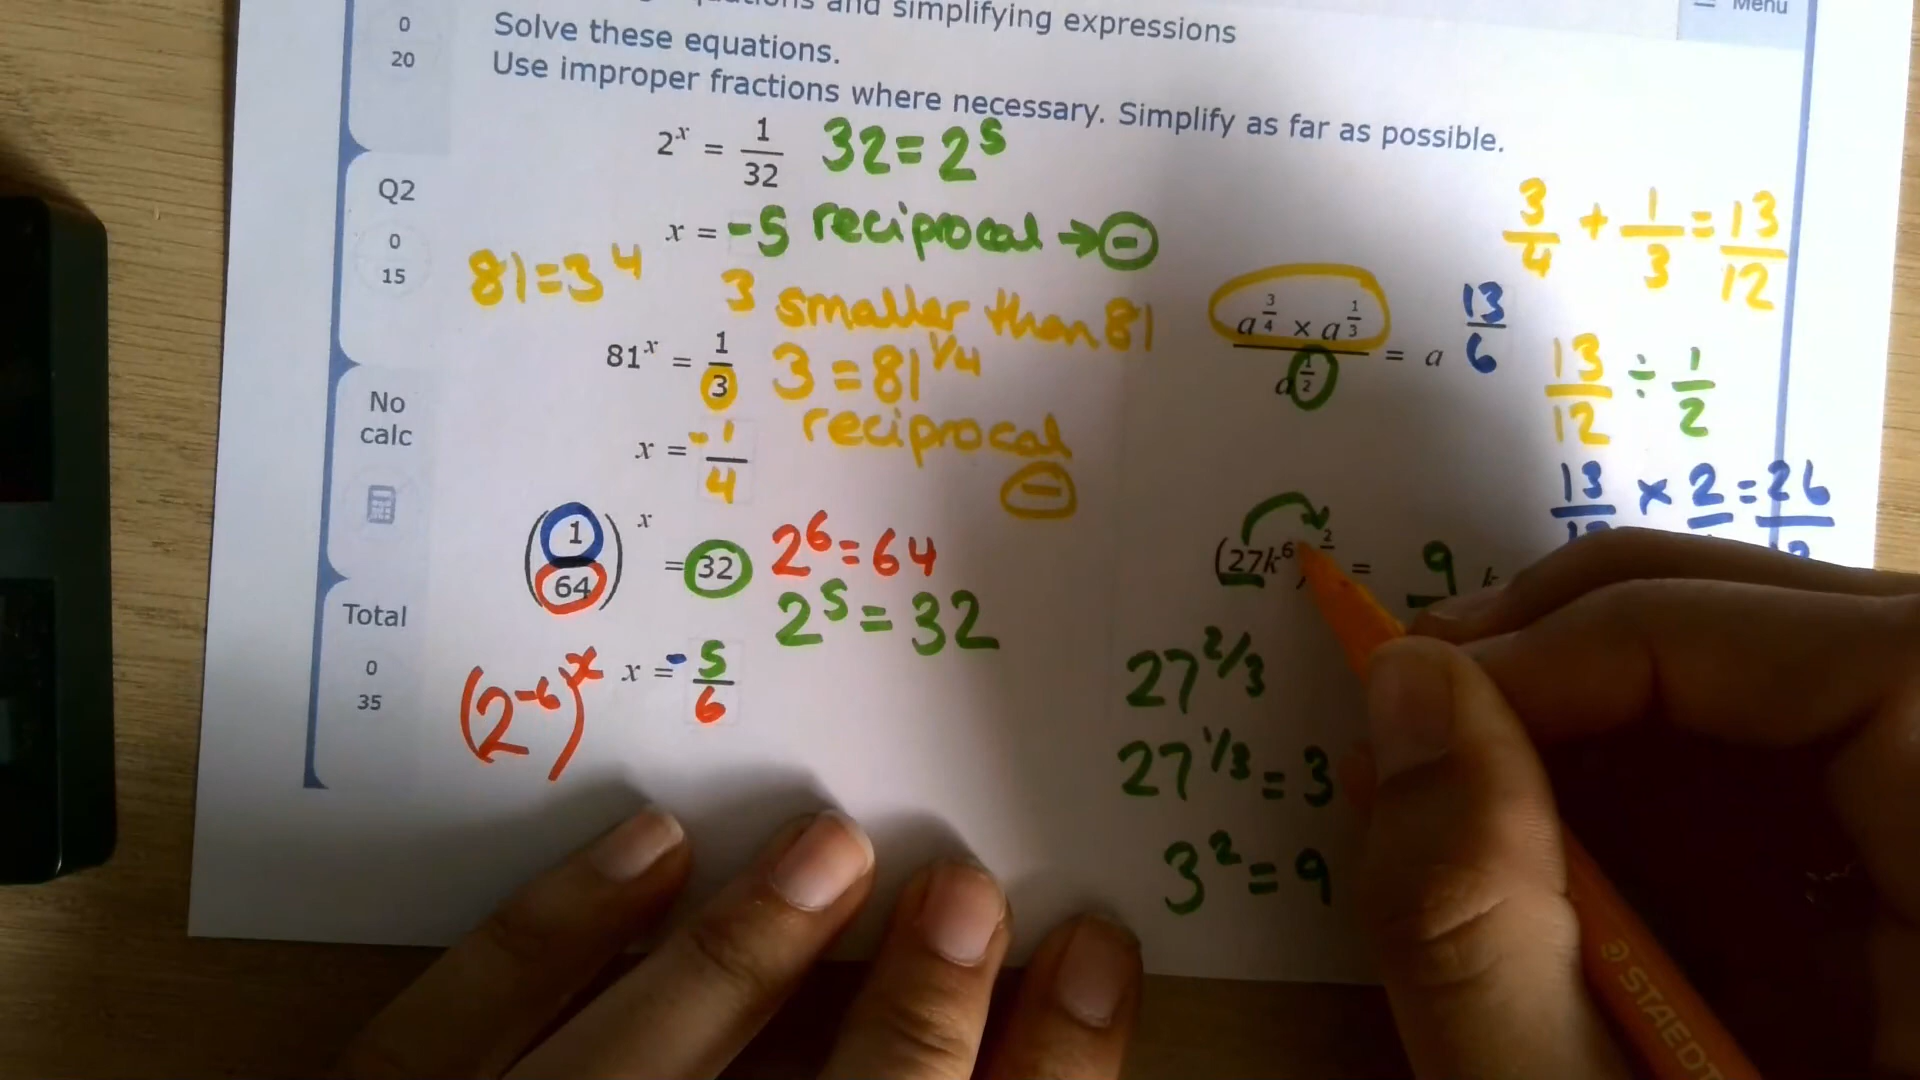 and simplifying expressions
Menu
Solve these equations.
Use improper fractions where necessary. Simplify as far as possible.
0
20
Q2
0
15
No
calc
Total
0
35
2^x = 1/32 32=2^5
x = -5 reciprocal → -
81=3^4 3 smaller than 81
81^x = 1/3 3=81^1/4
reciprocal
-
x = -1/4
(1/64)^x = 32 2^6=64
2^5=32
(2^-6)^x x = -5/6
3/4 + 1/3 = 13/12
a^3/4 × a^1/3 / a^1/2 = a 13/6
13/12 ÷ 1/2
13 × 2 = 26
(27k^6 2 = 9 k
27^2/3
27^1/3 = 3
3^2 = 9
STAEDT